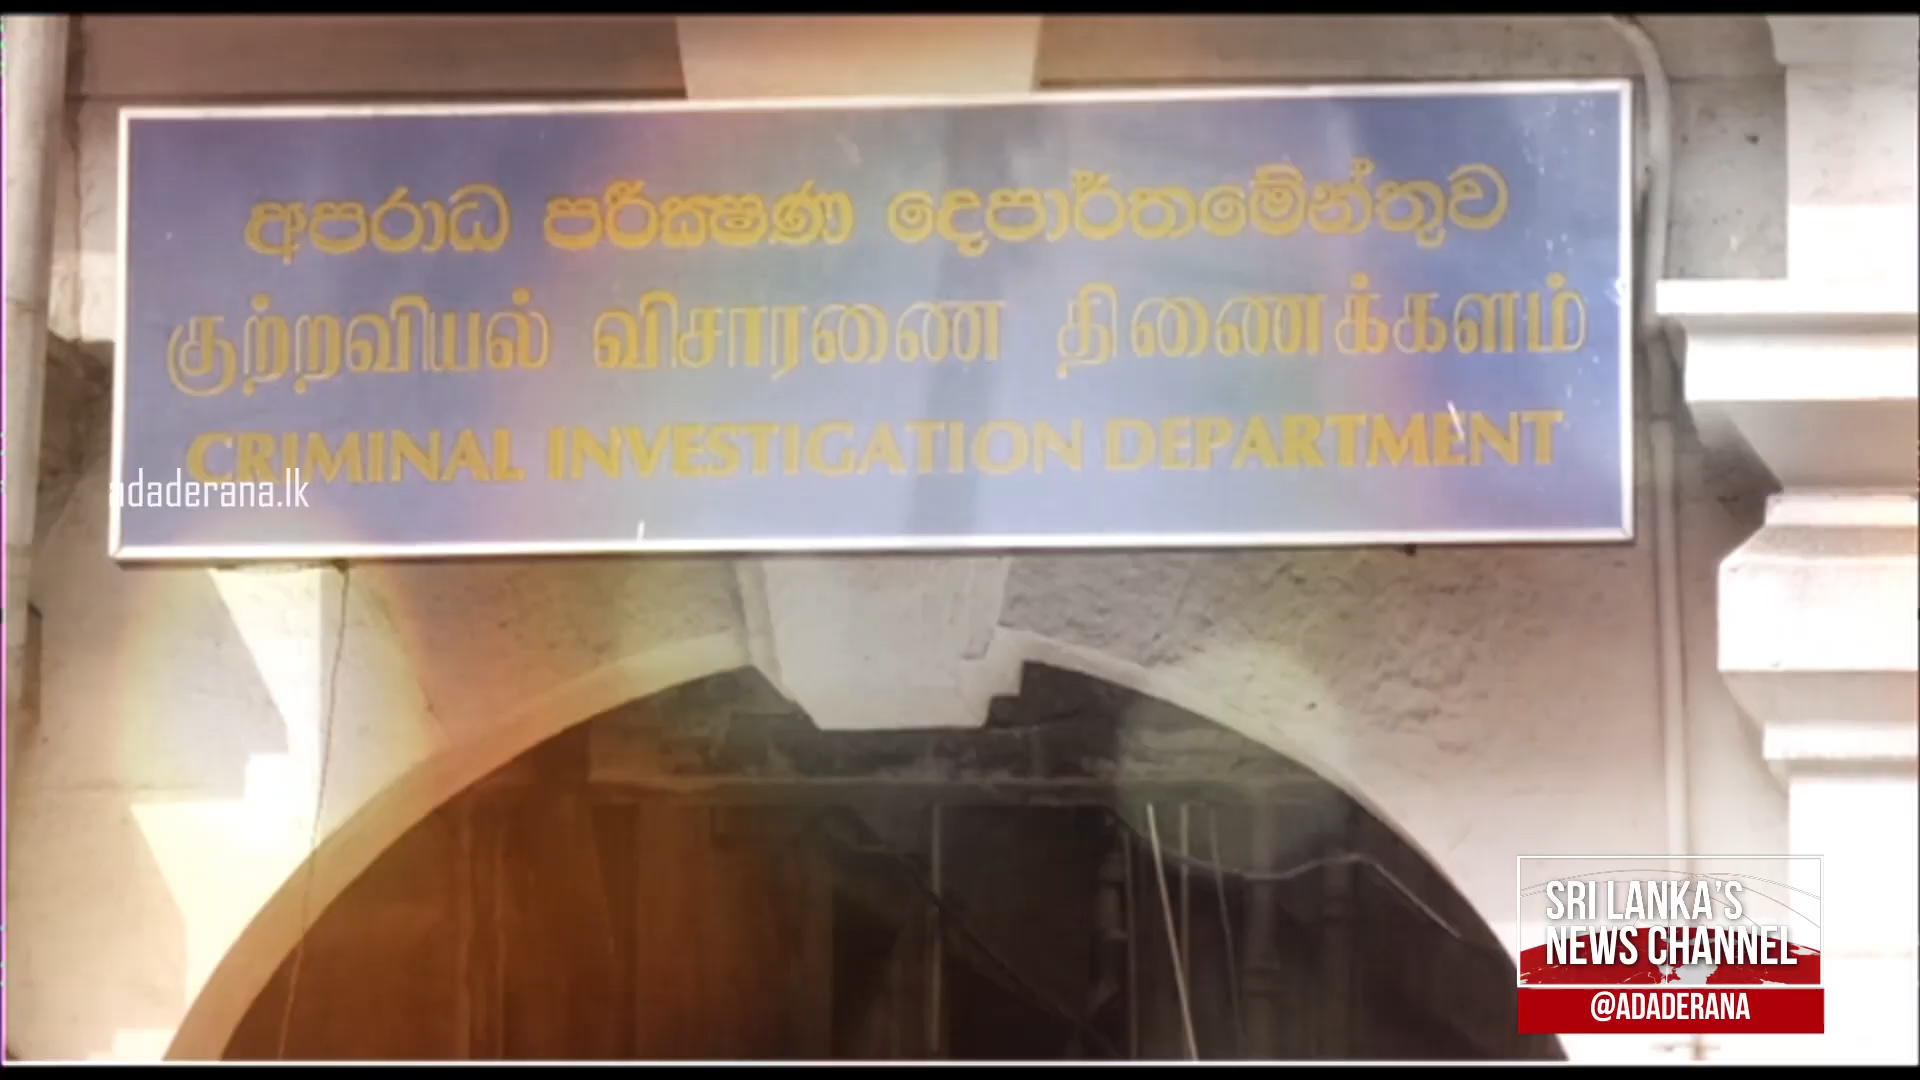 අපරාධ පරීක්ෂණ දෙපාර්තමේන්තුව
குற்றவியல் விசாரணை திணைக்களம்
CRIMINAL INVESTIGATION DEPARTMENT
adaderana.lk
SRI LANKA'S
NEWS CHANNEL
@ADADERANA